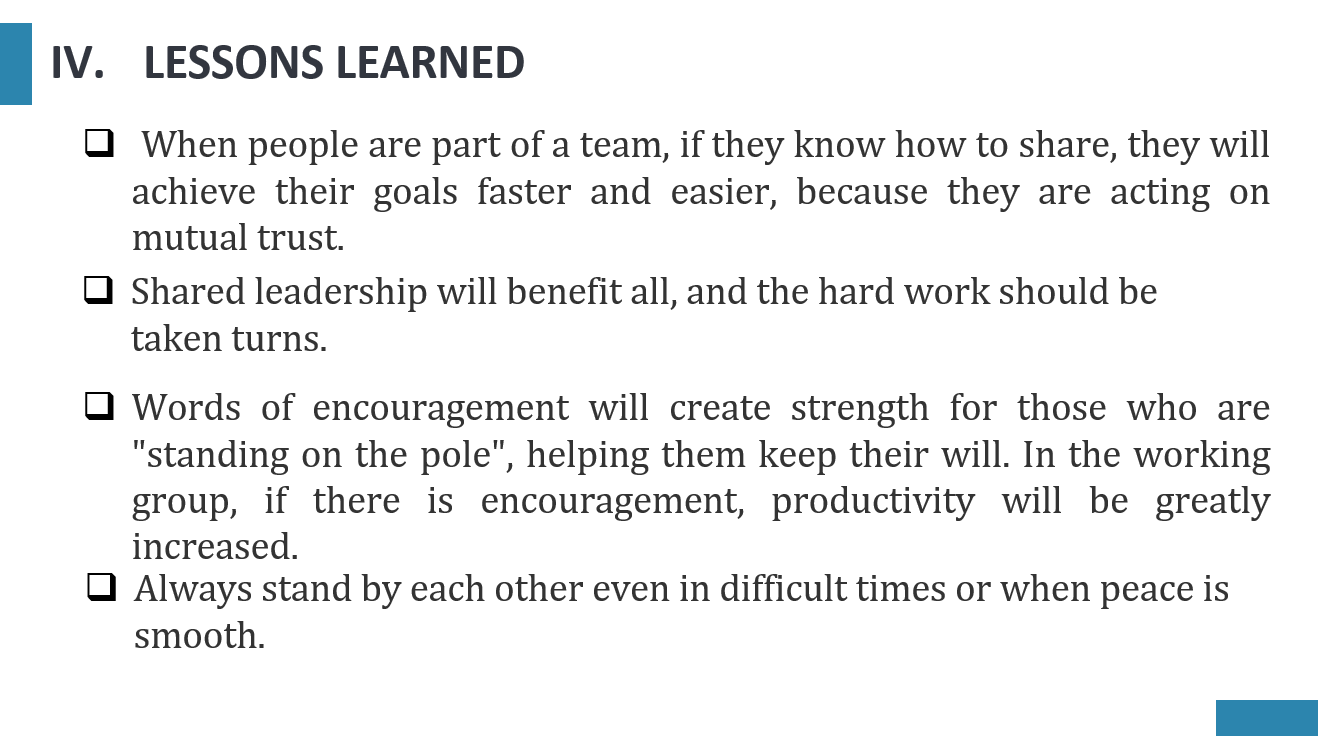 IV. LESSONS LEARNED
❑ When people are part of a team, if they know how to share, they will
achieve their goals faster and easier, because they are acting on
mutual trust.
❑ Shared leadership will benefit all, and the hard work should be
taken turns.
❑ Words of encouragement will create strength for those who are
"standing on the pole", helping them keep their will. In the working
group, if there is encouragement, productivity will be greatly
increased.
❑ Always stand by each other even in difficult times or when peace is
smooth.